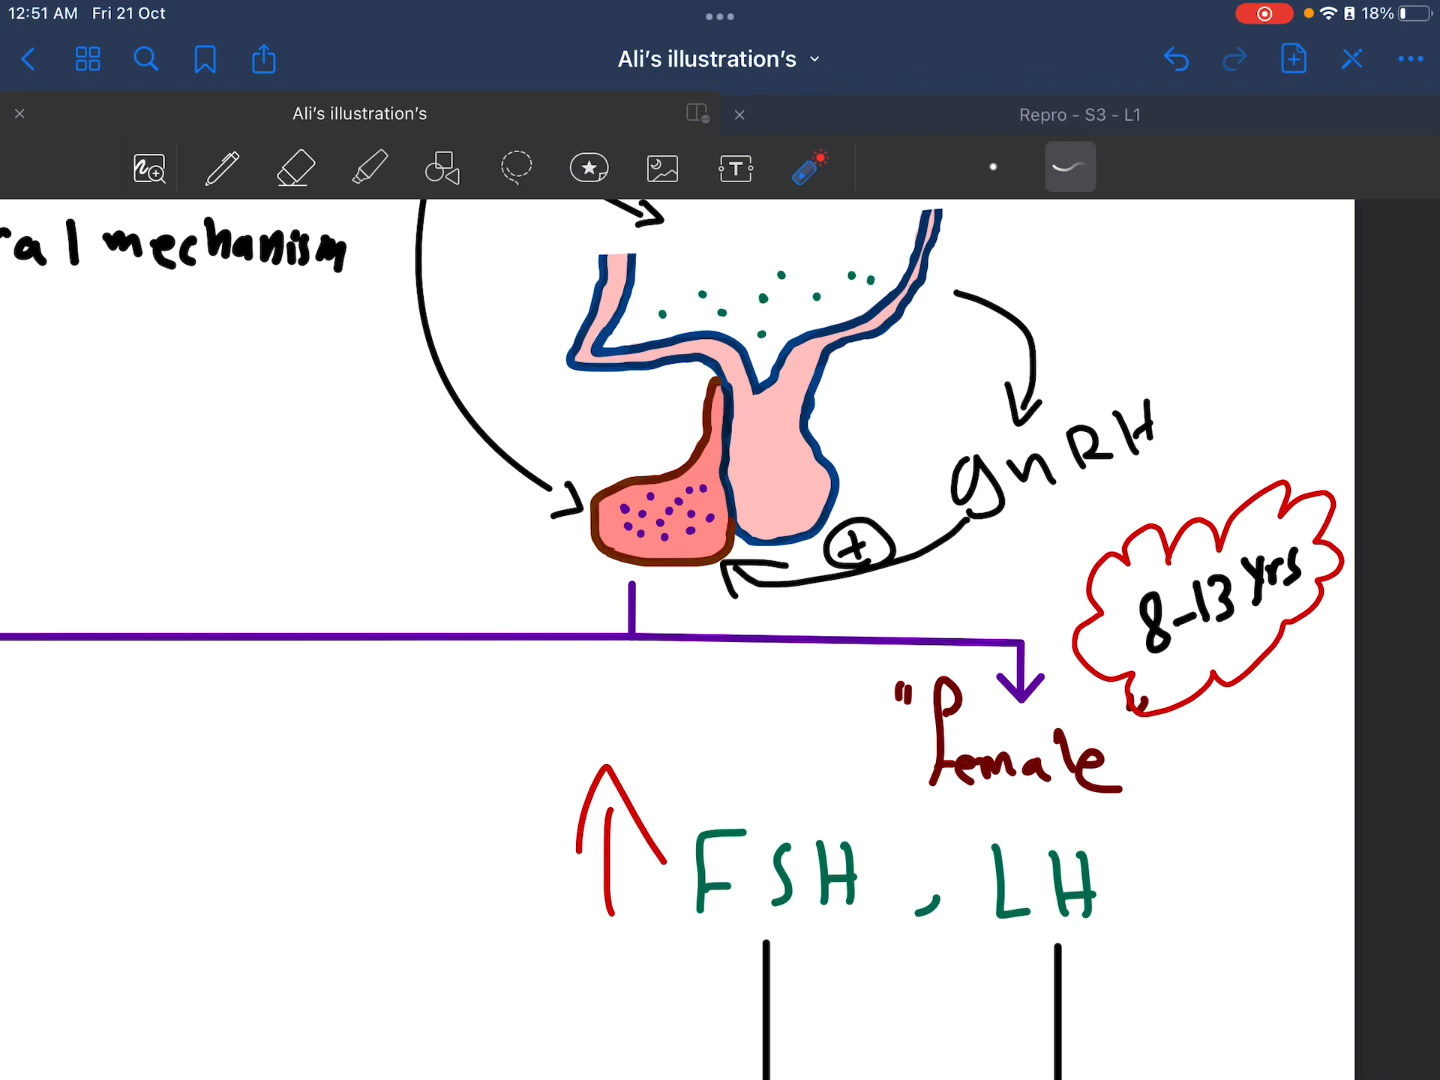 12:51 AM Fri 21 Oct
18%
Ali's illustration's
Ali's illustration's
Repro - S3 - L1
T
mechanism
gnRH
+
8-13 yrs
"Female"
FSH, LH